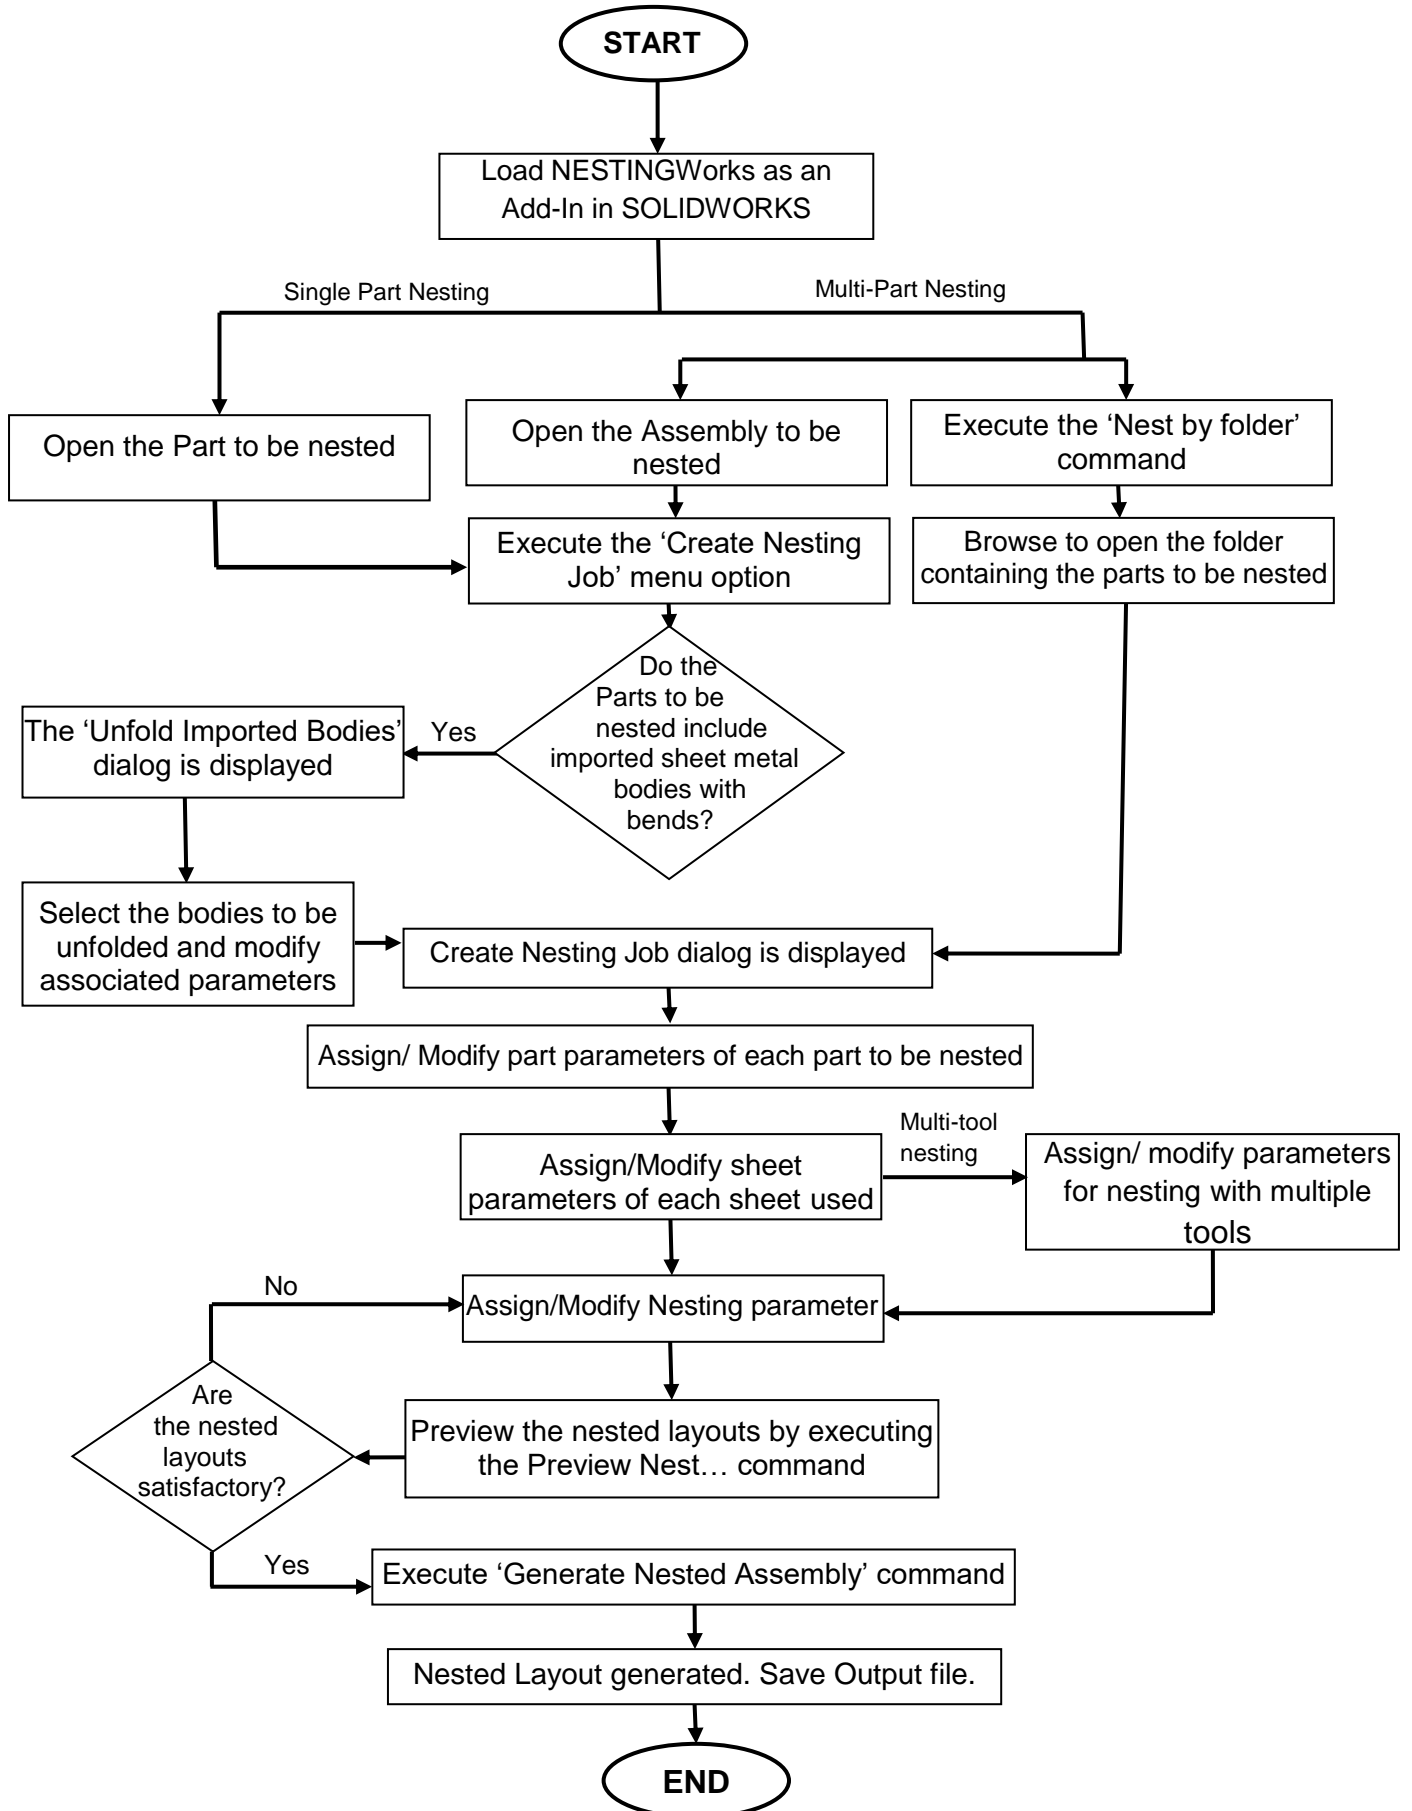 START
Load NESTINGWorks as an
Add-In in SOLIDWORKS
Single Part Nesting
Multi-Part Nesting
Open the Part to be nested
Open the Assembly to be
nested
Execute the ‘Nest by folder’
command
Execute the ‘Create Nesting
Job’ menu option
Browse to open the folder
containing the parts to be nested
Do the
Parts to be
nested include
imported sheet metal
bodies with
bends?
Yes
The ‘Unfold Imported Bodies’
dialog is displayed
Select the bodies to be
unfolded and modify
associated parameters
Create Nesting Job dialog is displayed
Assign/ Modify part parameters of each part to be nested
Assign/Modify sheet
parameters of each sheet used
Multi-tool
nesting
Assign/ modify parameters
for nesting with multiple
tools
No
Assign/Modify Nesting parameter
Are
the nested
layouts
satisfactory?
Preview the nested layouts by executing
the Preview Nest… command
Yes
Execute ‘Generate Nested Assembly’ command
Nested Layout generated. Save Output file.
END